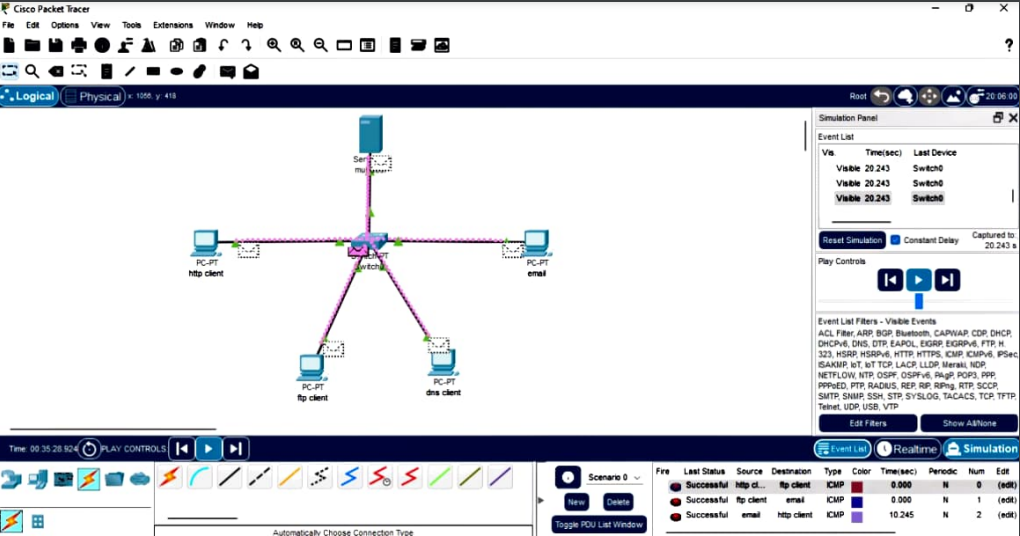 Cisco Packet Tracer
File Edit Options View Tools Extensions Window Help
?
Logical Physical x: 1056, y: 418 Root 20:06:00
Simulation Panel
Event List
Vis. Time(sec) Last Device
Visible 20.243 Switch0
Visible 20.243 Switch0
Visible 20.243 Switch0
Reset Simulation Constant Delay Captured to:
20.243 s
Play Controls
PC-PT
http client
PC-PT
email
PC-PT
ftp client
PC-PT
dns client
Event List Filters - Visible Events
ACL Filter, ARP, BGP, Bluetooth, CAPWAP, CDP, DHCP,
DHCPv6, DNS, DTP, EAPOL, EIGRP, EIGRPv6, FTP, H.
323, HSRP, HSRPv6, HTTP, HTTPS, ICMP, ICMPv6, IPSec,
ISAKMP, IoT, IoT TCP, LACP, LLDP, Meraki, NDP,
NETFLOW, NTP, OSPF, OSPFv6, PAgP, POP3, PPP,
PPPoED, PTP, RADIUS, REP, RIP, RIPng, RTP, SCCP,
SMTP, SNMP, SSH, STP, SYSLOG, TACACS, TCP, TFTP,
Telnet, UDP, USB, VTP
Edit Filters Show All/None
Time: 00:35:28.924 PLAY CONTROLS: Event List Realtime Simulation
Scenario 0
New Delete
Toggle PDU List Window
Fire Last Status Source Destination Type Color Time(sec) Periodic Num Edit
Successful http cl... ftp client ICMP 0.000 N 0 (edit)
Successful ftp client email ICMP 0.000 N 1 (edit)
Successful email http client ICMP 10.245 N 2 (edit)
Automatically Choose Connection Type